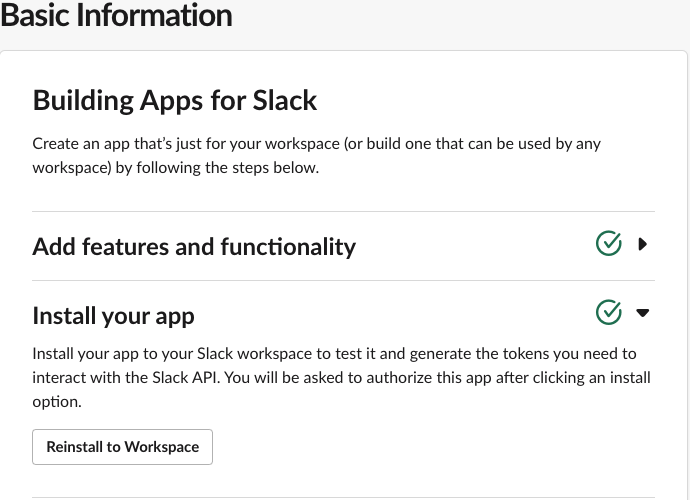 Basic Information
Building Apps for Slack
Create an app that's just for your workspace (or build one that can be used by any
workspace) by following the steps below.
Add features and functionality
Install your app
Install your app to your Slack workspace to test it and generate the tokens you need to
interact with the Slack API. You will be asked to authorize this app after clicking an install
option.
Reinstall to Workspace